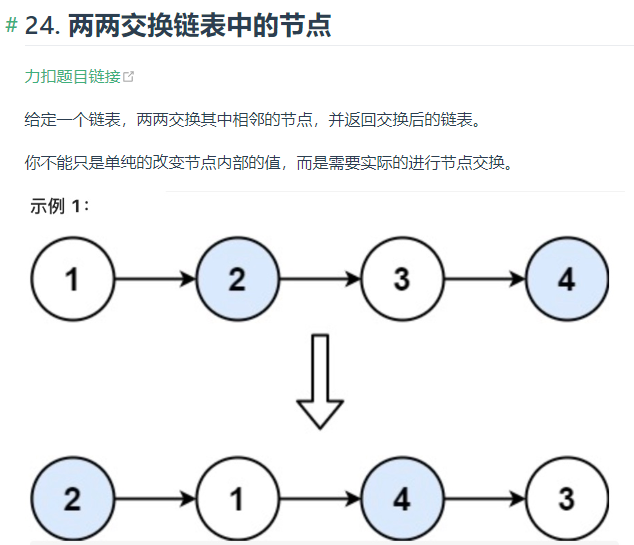 # 24. 两两交换链表中的节点
力扣题目链接
给定一个链表，两两交换其中相邻的节点，并返回交换后的链表。
你不能只是单纯的改变节点内部的值，而是需要实际的进行节点交换。
示例 1：
1 2 3 4
2 1 4 3